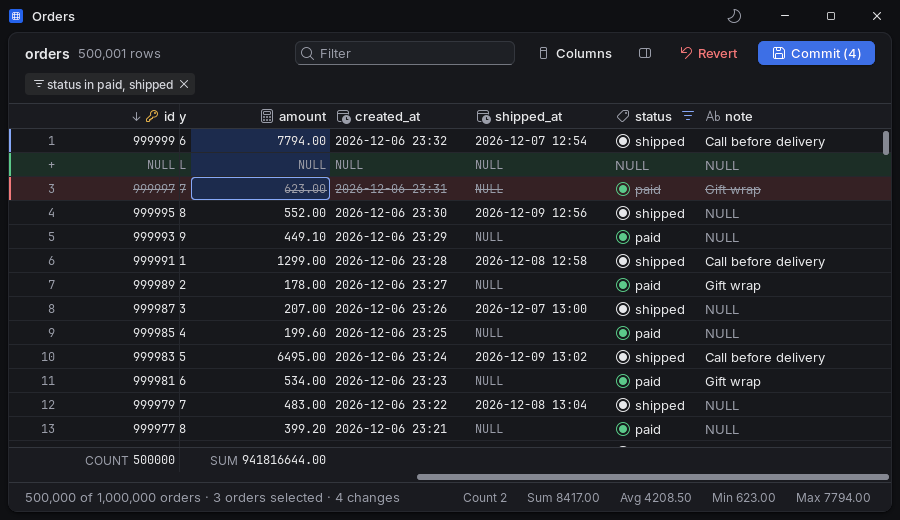 Orders
orders 500,001 rows Filter Columns Revert Commit (4)
status in paid, shipped
id y amount created_at shipped_at status Ab note
1 999999 6 7794.00 2026-12-06 23:32 2026-12-07 12:54 shipped Call before delivery
+ NULL L NULL NULL NULL NULL NULL
3 999997 7 623.00 2026-12-06 23:31 NULL paid Gift wrap
4 999995 8 552.00 2026-12-06 23:30 2026-12-09 12:56 shipped NULL
5 999993 9 449.10 2026-12-06 23:29 NULL paid NULL
6 999991 1 1299.00 2026-12-06 23:28 2026-12-08 12:58 shipped Call before delivery
7 999989 2 178.00 2026-12-06 23:27 NULL paid Gift wrap
8 999987 3 207.00 2026-12-06 23:26 2026-12-07 13:00 shipped NULL
9 999985 4 199.60 2026-12-06 23:25 NULL paid NULL
10 999983 5 6495.00 2026-12-06 23:24 2026-12-09 13:02 shipped Call before delivery
11 999981 6 534.00 2026-12-06 23:23 NULL paid Gift wrap
12 999979 7 483.00 2026-12-06 23:22 2026-12-08 13:04 shipped NULL
13 999977 8 399.20 2026-12-06 23:21 NULL paid NULL
COUNT 500000 SUM 941816644.00
500,000 of 1,000,000 orders · 3 orders selected · 4 changes Count 2 Sum 8417.00 Avg 4208.50 Min 623.00 Max 7794.00